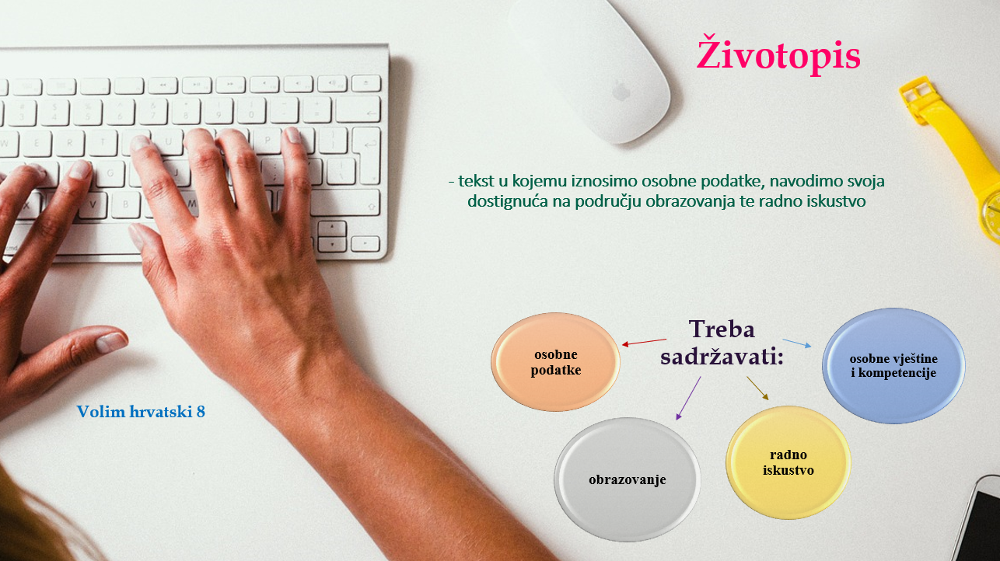 Životopis
- tekst u kojemu iznosimo osobne podatke, navodimo svoja
dostignuća na području obrazovanja te radno iskustvo
Treba
sadržavati:
osobne
podatke
obrazovanje
radno
iskustvo
osobne vještine
i kompetencije
Volim hrvatski 8